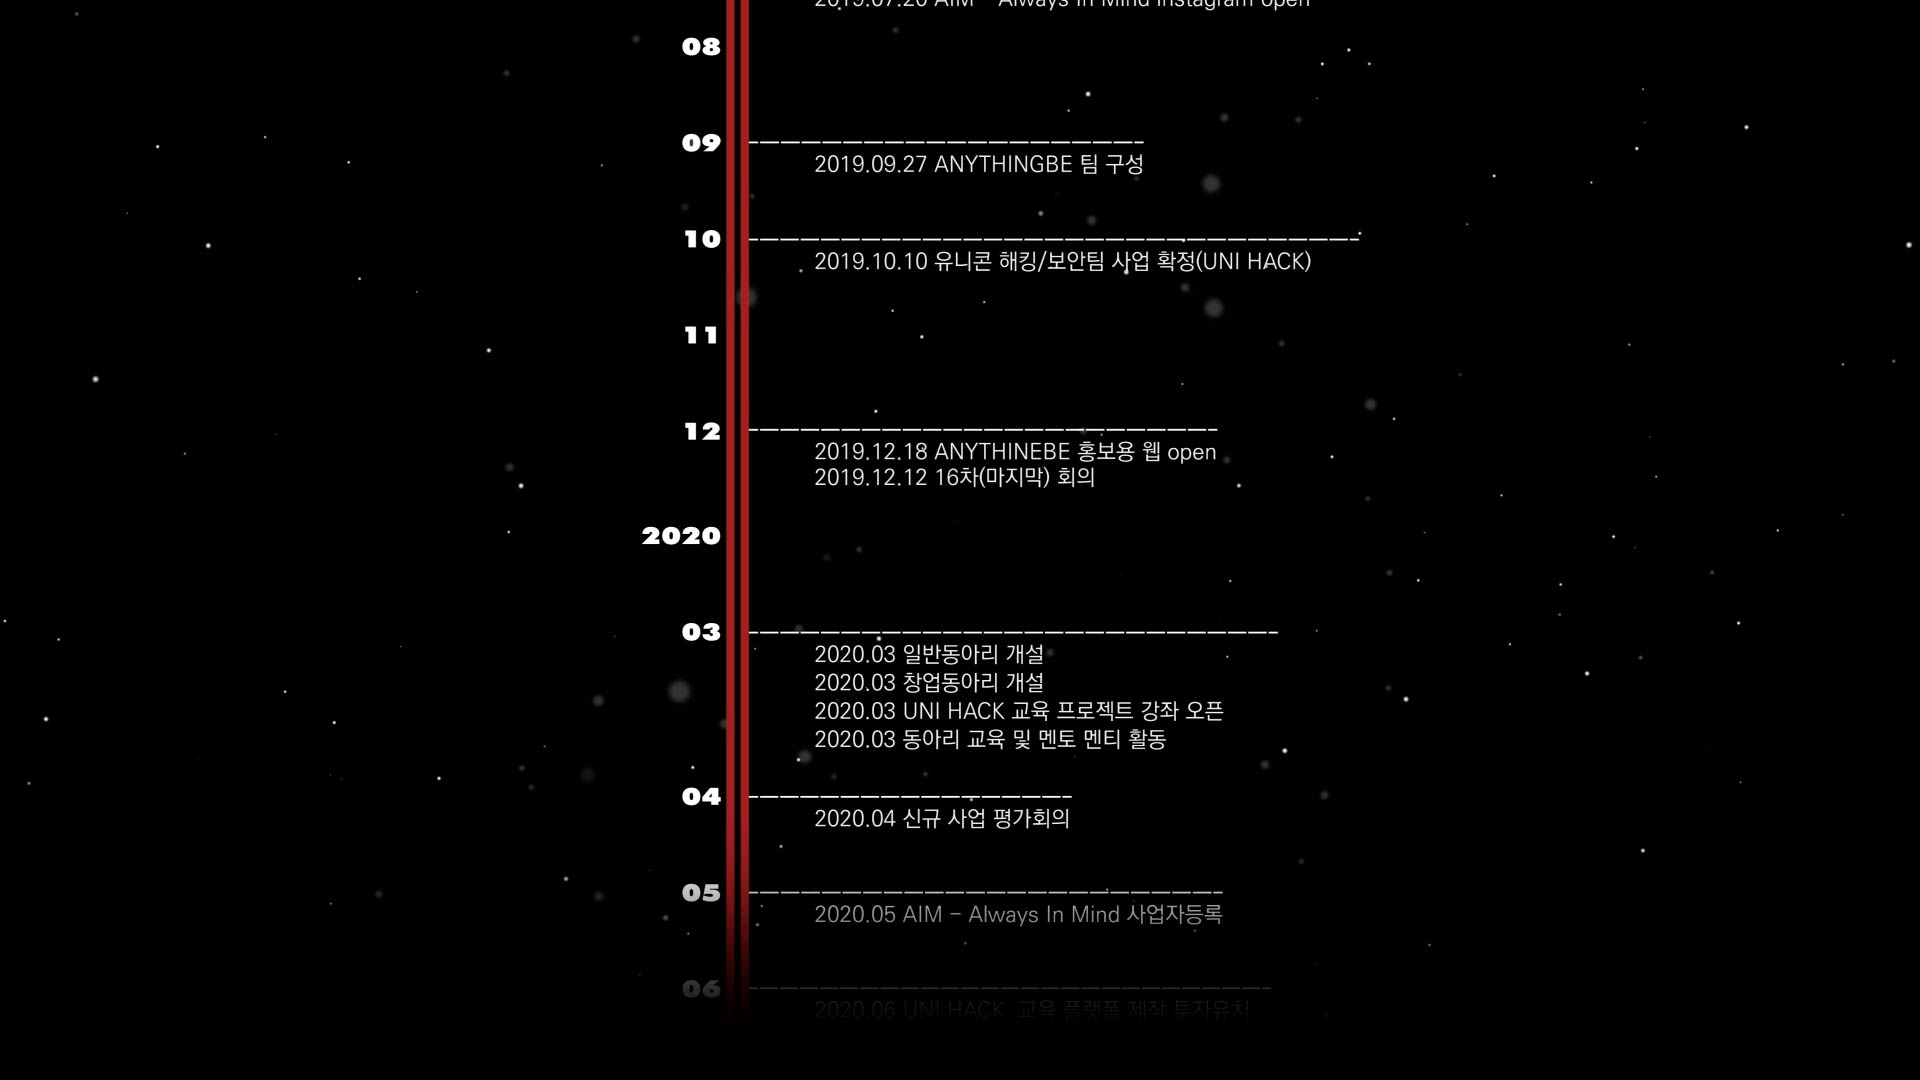 2019.07.20 AIM - Always In Mind Instagram open
08
09
2019.09.27 ANYTHINGBE 팀 구성
10
2019.10.10 유니콘 해킹/보안팀 사업 확정(UNI HACK)
11
12
2019.12.18 ANYTHINEBE 홍보용 웹 open
2019.12.12 16차(마지막) 회의
2020
03
2020.03 일반동아리 개설
2020.03 창업동아리 개설
2020.03 UNI HACK 교육 프로젝트 강좌 오픈
2020.03 동아리 교육 및 멘토 멘티 활동
04
2020.04 신규 사업 평가회의
05
2020.05 AIM - Always In Mind 사업자등록
06
2020.06 UNI HACK 교육 플랫폼 제작 투자유치